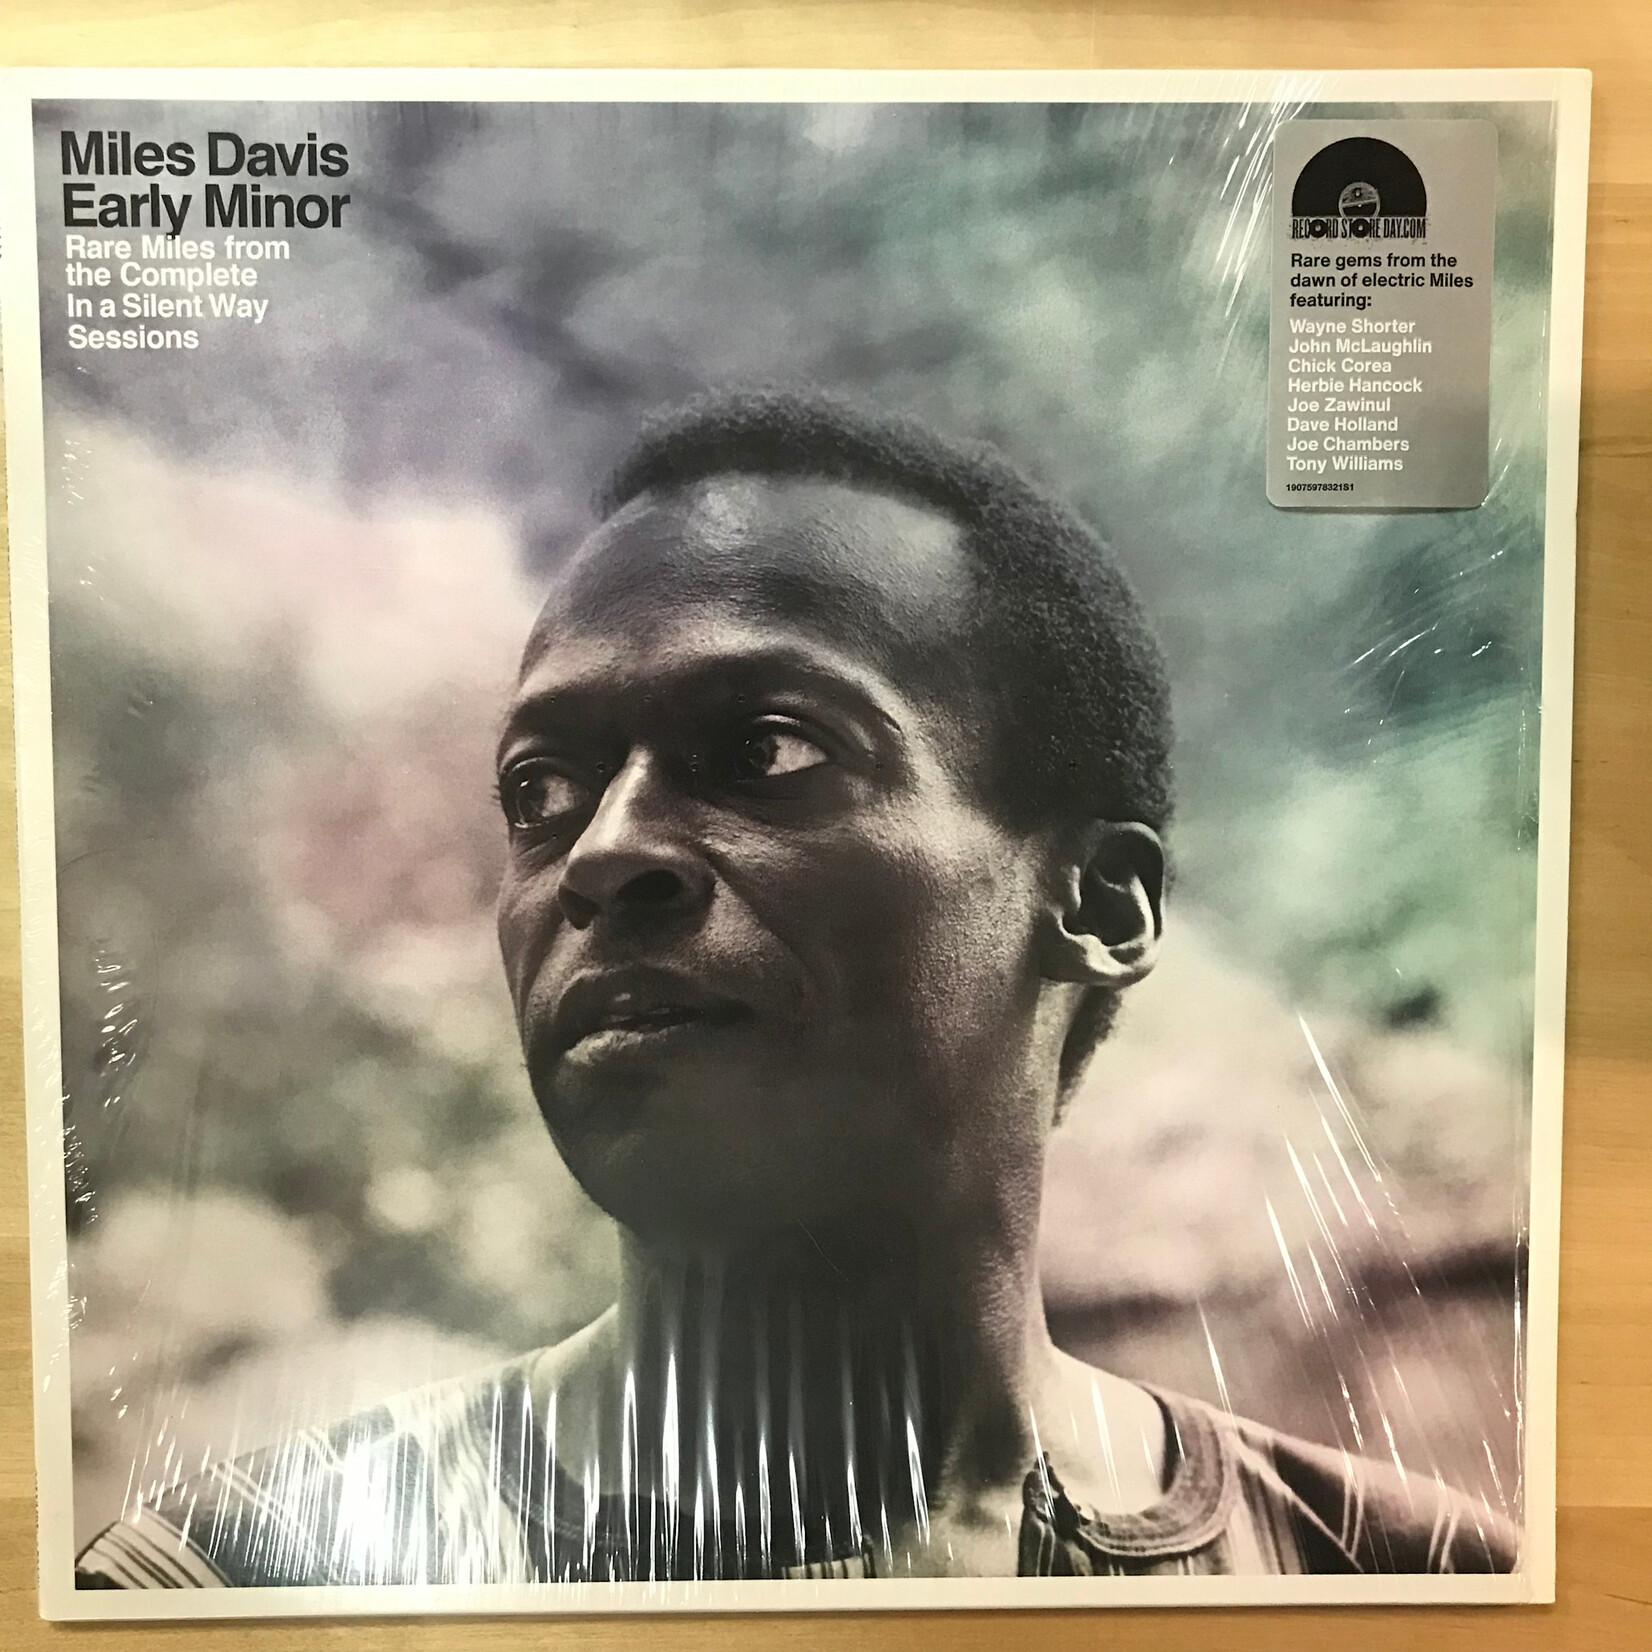 Miles Davis
Early Minor
Rare Miles from
the Complete
In a Silent Way
Sessions
RECORD STORE DAY.COM
Rare gems from the
dawn of electric Miles
featuring:
Wayne Shorter
John McLaughlin
Chick Corea
Herbie Hancock
Joe Zawinul
Dave Holland
Joe Chambers
Tony Williams
19075978321S1